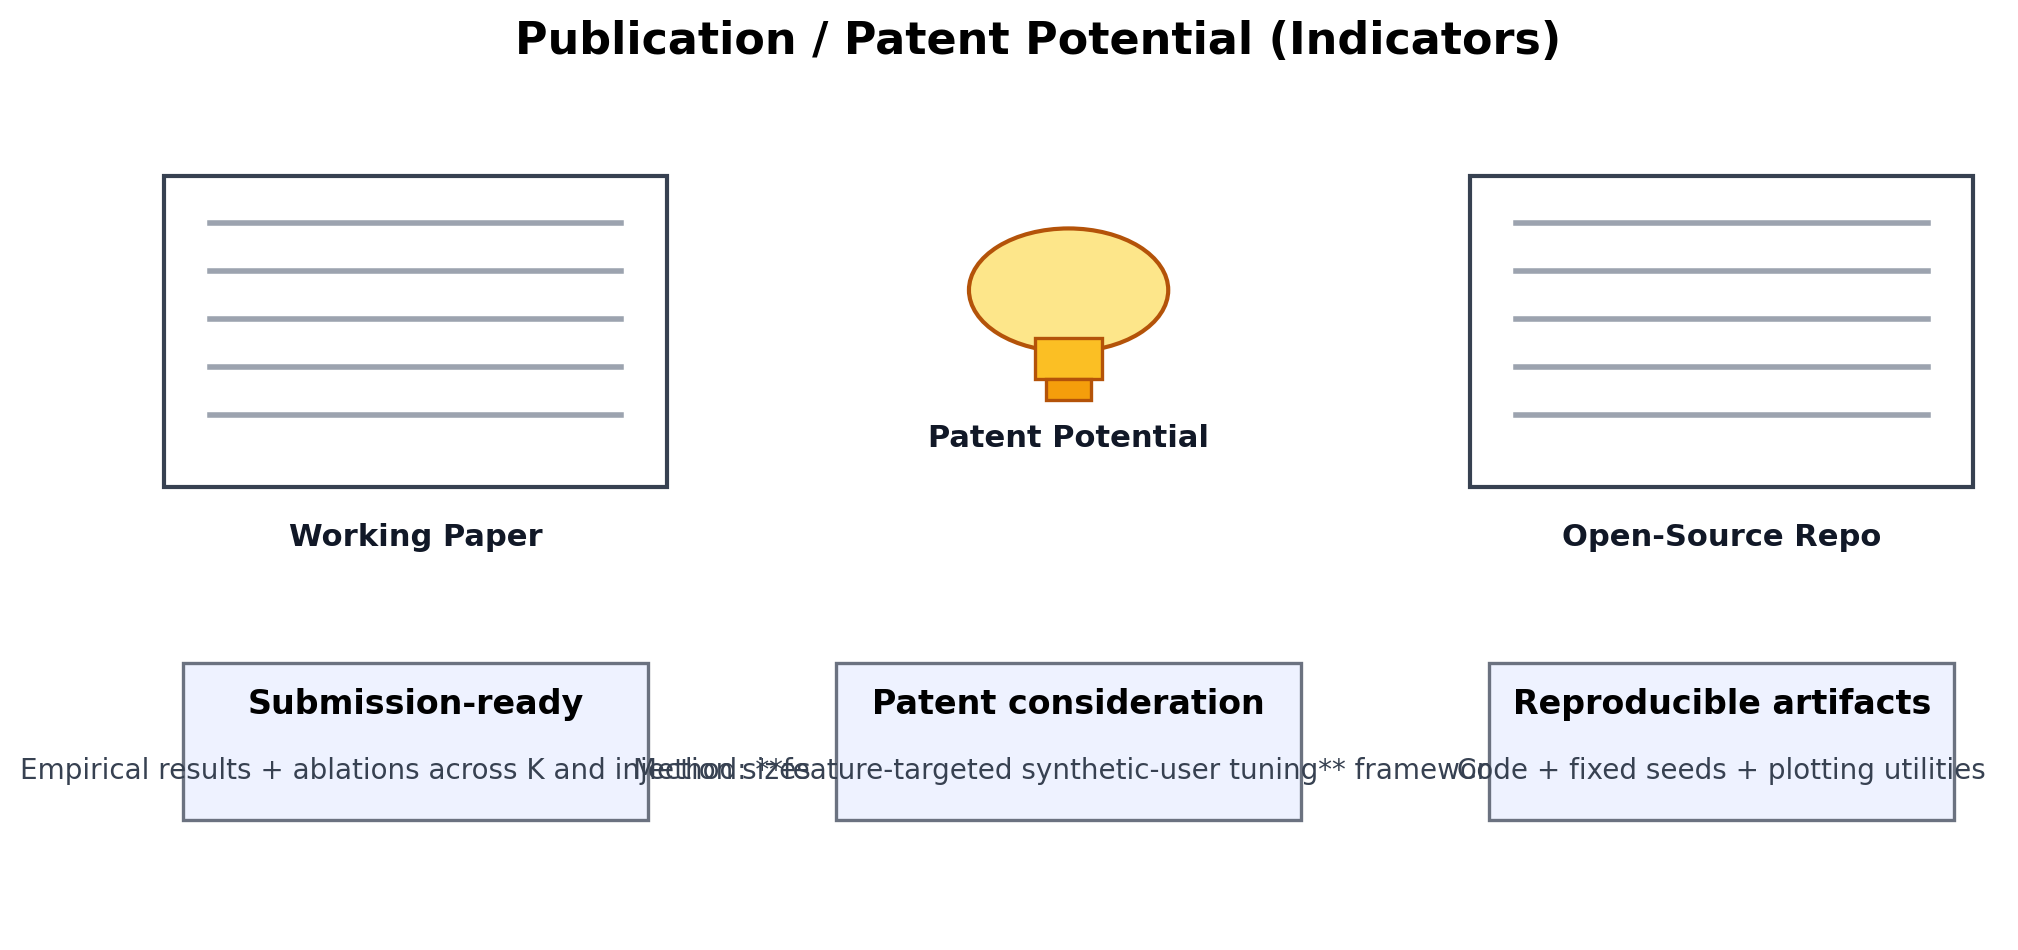 Publication / Patent Potential (Indicators)
Patent Potential
Working Paper
Open-Source Repo
Submission-ready
Patent consideration
Reproducible artifacts
Empirical results + ablations across K and injection sizes
Method: **feature-targeted synthetic-user tuning** framework
Code + fixed seeds + plotting utilities